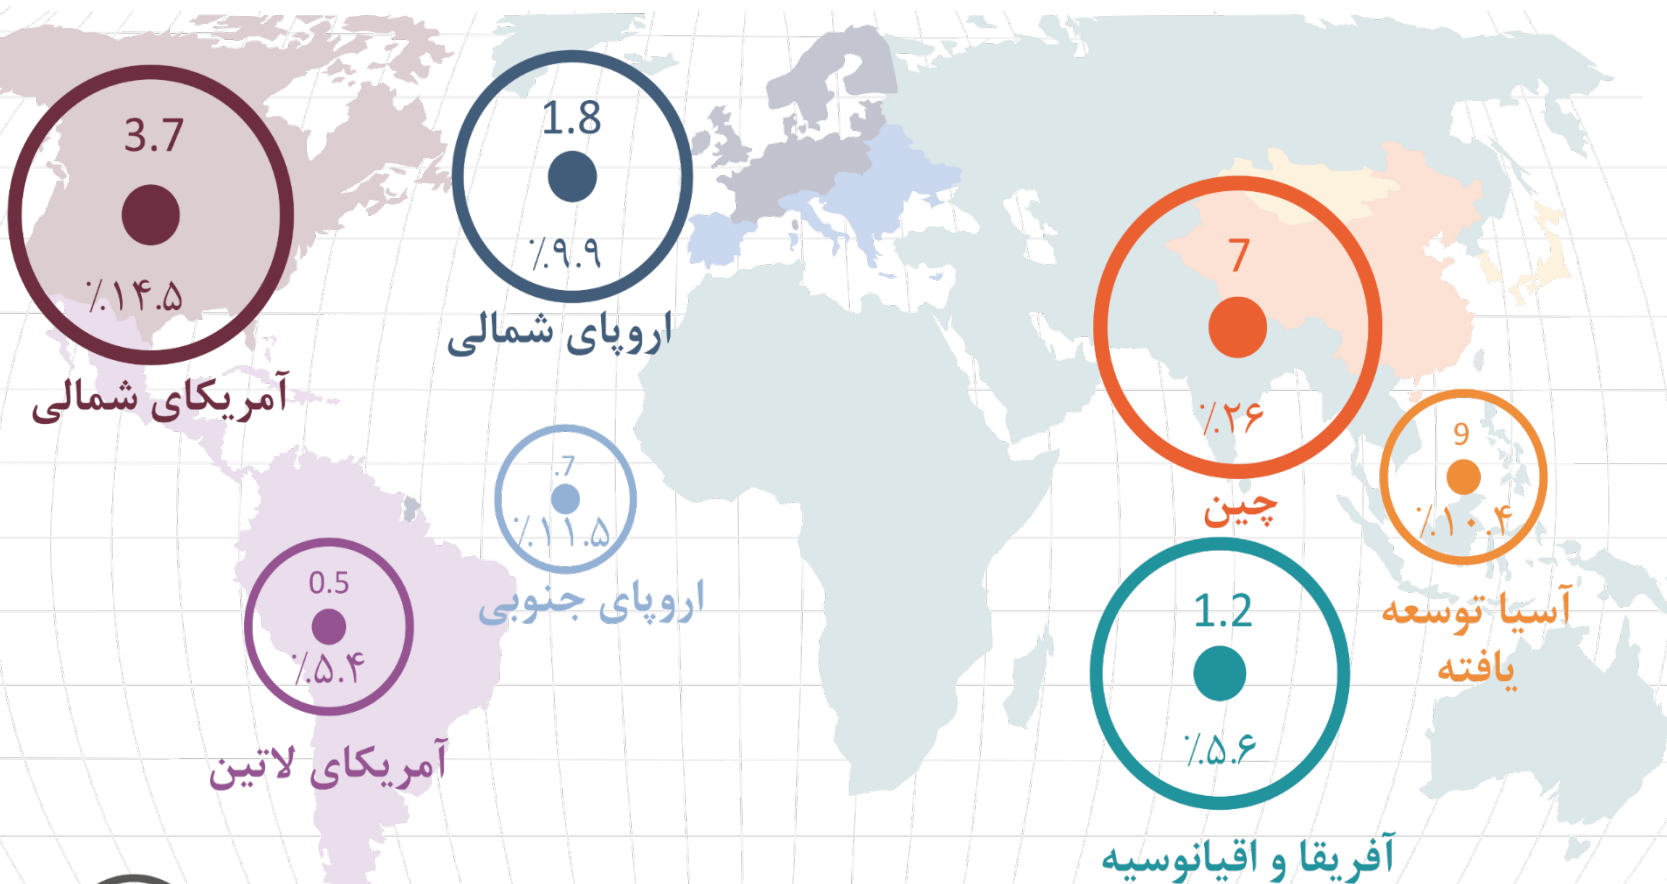 3.7
٪۱۴.۵
آمریکای شمالی
1.8
٪۹.۹
اروپای شمالی
7
٪۲۶
چین
9
٪۱۰.۴
آسیا توسعه
یافته
.7
٪۱۱.۵
اروپای جنوبی
0.5
٪۵.۴
آمریکای لاتین
1.2
٪۵.۶
آفریقا و اقیانوسیه